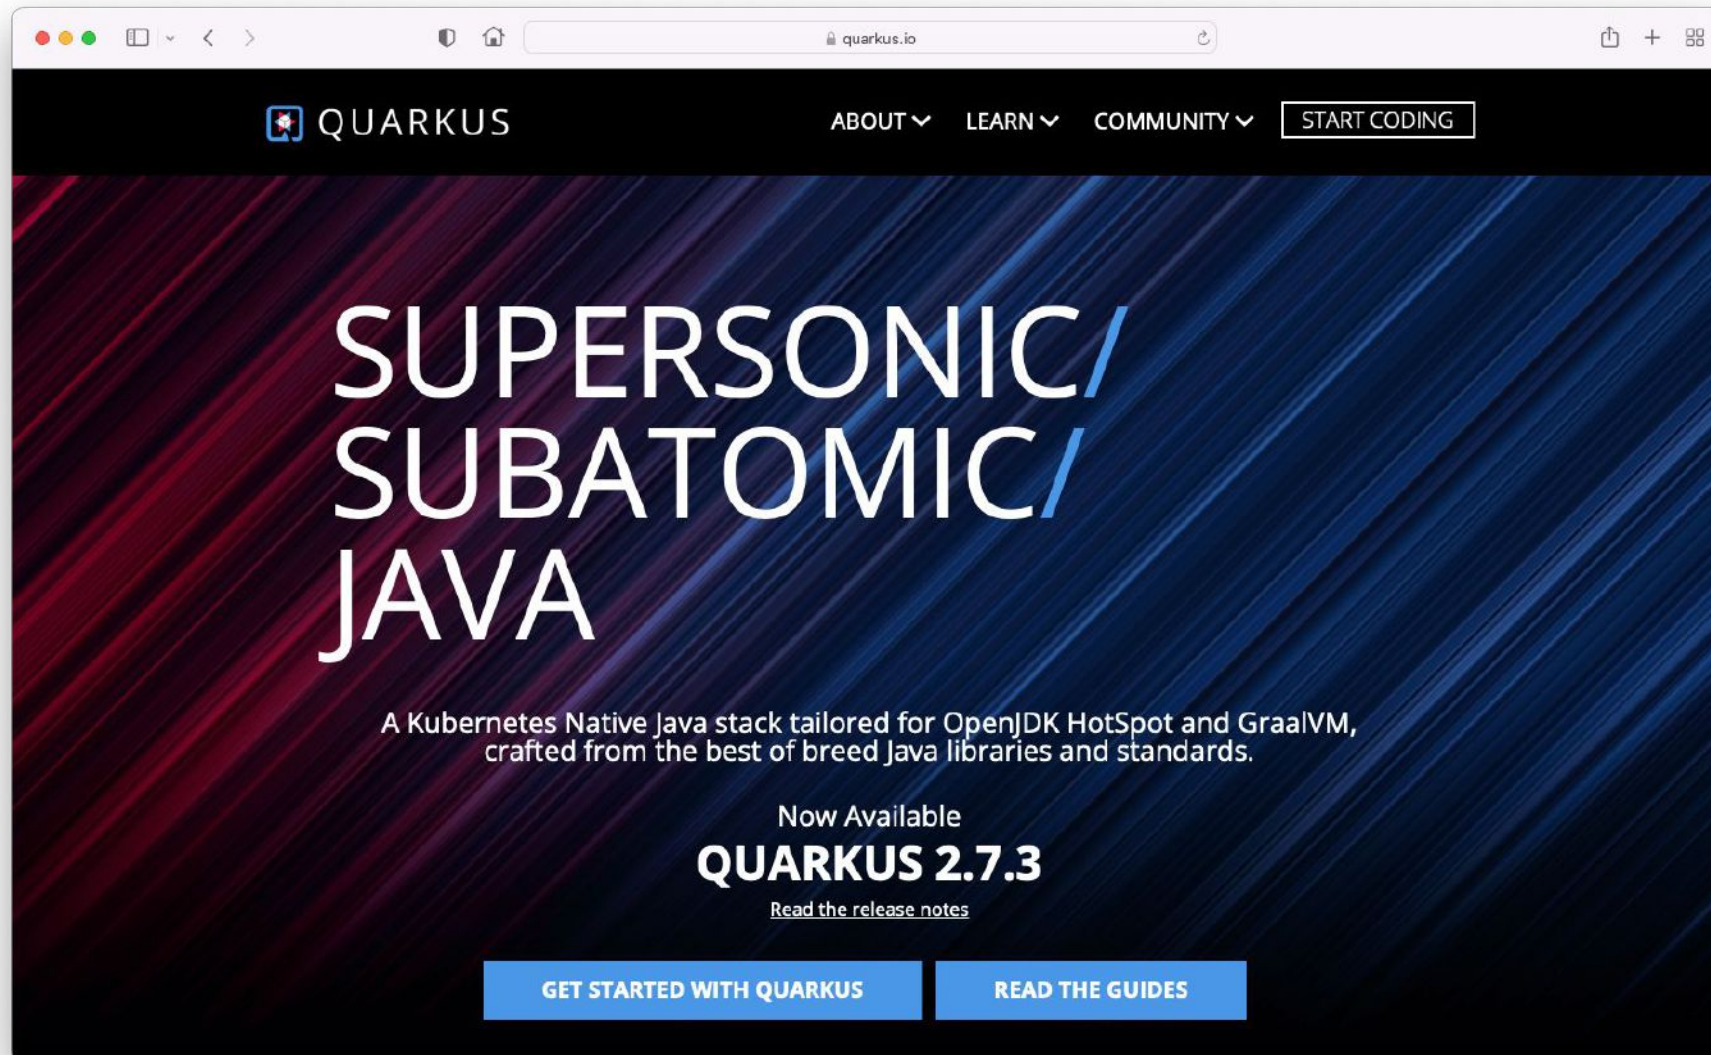 quarkus.io
QUARKUS
ABOUT LEARN COMMUNITY START CODING
SUPERSONIC/
SUBATOMIC/
JAVA
A Kubernetes Native Java stack tailored for OpenJDK HotSpot and GraalVM,
crafted from the best of breed Java libraries and standards.
Now Available
QUARKUS 2.7.3
Read the release notes
GET STARTED WITH QUARKUS READ THE GUIDES